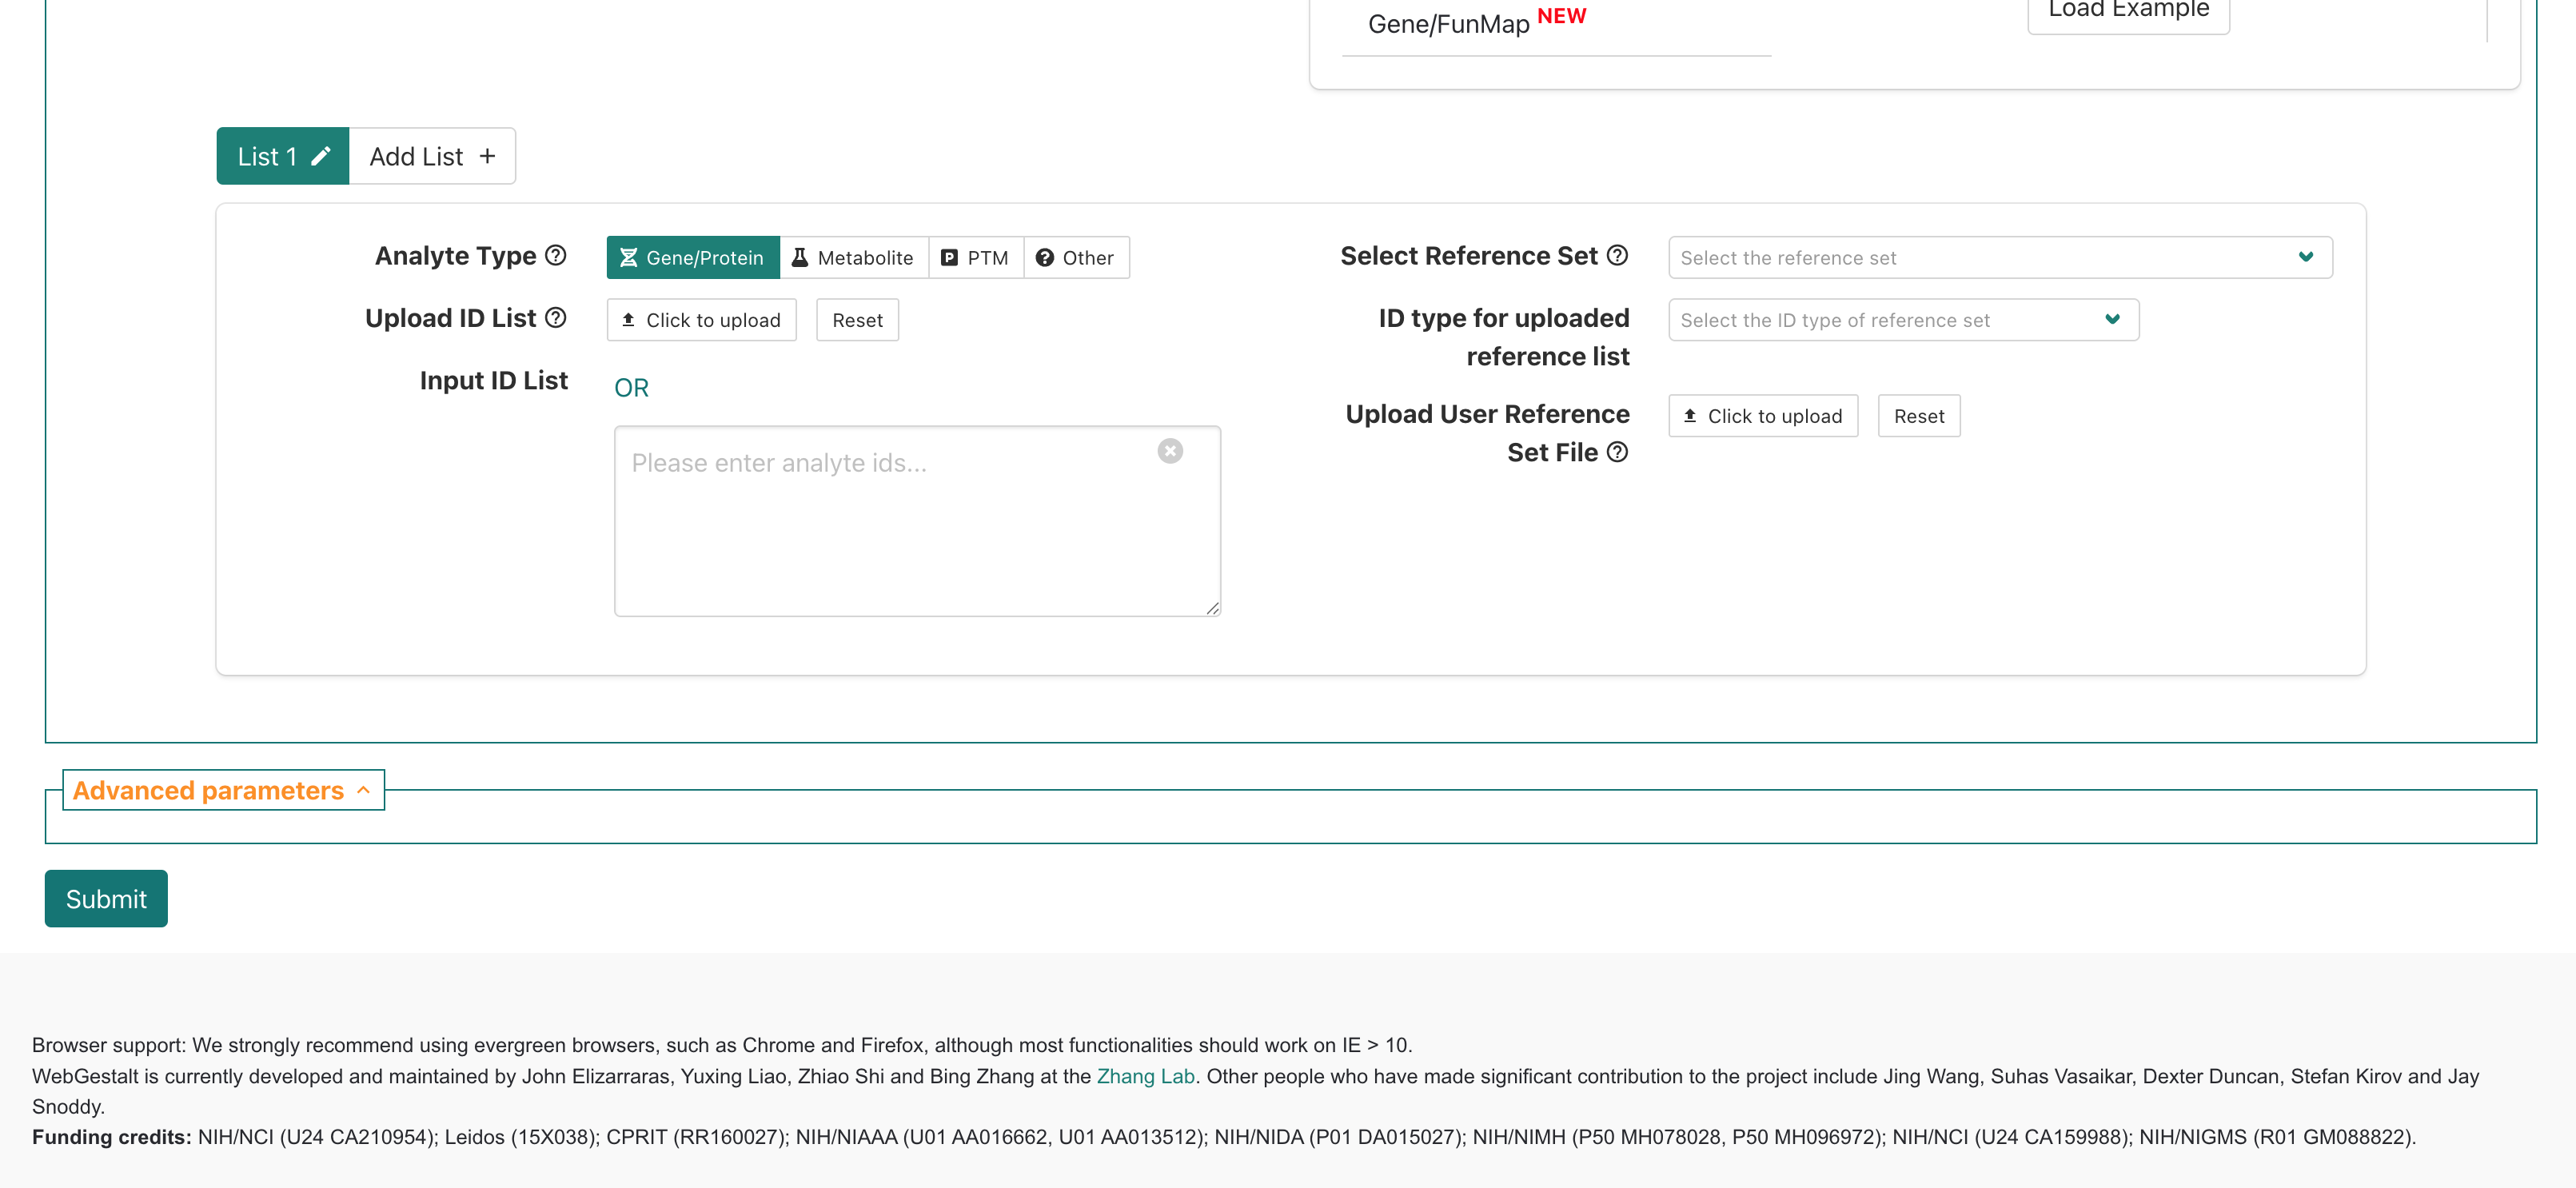 Gene/FunMap NEW
Load Example
List 1
Add List +
Analyte Type
Gene/Protein
Metabolite
PTM
Other
Upload ID List
Click to upload
Reset
Input ID List
OR
Please enter analyte ids...
Select Reference Set
Select the reference set
ID type for uploaded
reference list
Select the ID type of reference set
Upload User Reference
Set File
Click to upload
Reset
Advanced parameters
Submit
Browser support: We strongly recommend using evergreen browsers, such as Chrome and Firefox, although most functionalities should work on IE > 10.
WebGestalt is currently developed and maintained by John Elizarraras, Yuxing Liao, Zhiao Shi and Bing Zhang at the Zhang Lab. Other people who have made significant contribution to the project include Jing Wang, Suhas Vasaikar, Dexter Duncan, Stefan Kirov and Jay
Snoddy.
Funding credits: NIH/NCI (U24 CA210954); Leidos (15X038); CPRIT (RR160027); NIH/NIAAA (U01 AA016662, U01 AA013512); NIH/NIDA (P01 DA015027); NIH/NIMH (P50 MH078028, P50 MH096972); NIH/NCI (U24 CA159988); NIH/NIGMS (R01 GM088822).